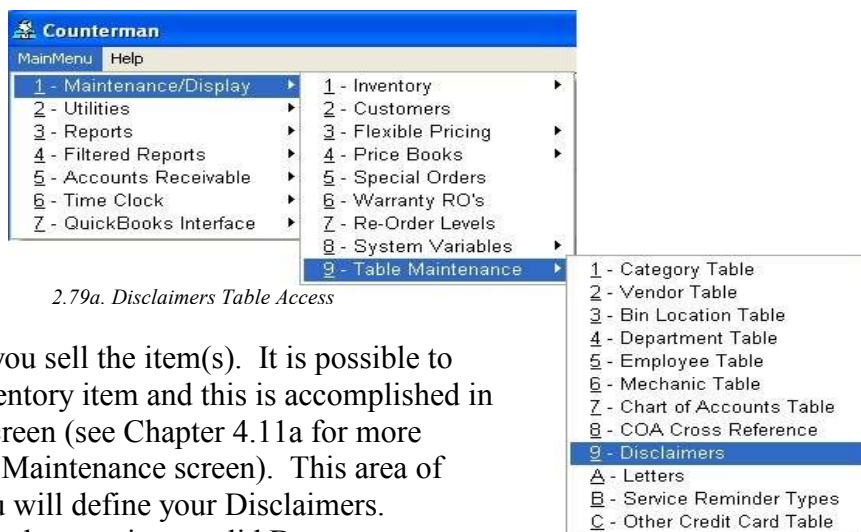 Counterman
MainMenu Help
1 - Maintenance/Display
2 - Utilities
3 - Reports
4 - Filtered Reports
5 - Accounts Receivable
6 - Time Clock
7 - QuickBooks Interface
1 - Inventory
2 - Customers
3 - Flexible Pricing
4 - Price Books
5 - Special Orders
6 - Warranty RO's
7 - Re-Order Levels
8 - System Variables
9 - Table Maintenance
1 - Category Table
2 - Vendor Table
3 - Bin Location Table
4 - Department Table
5 - Employee Table
6 - Mechanic Table
7 - Chart of Accounts Table
8 - COA Cross Reference
9 - Disclaimers
A - Letters
B - Service Reminder Types
C - Other Credit Card Table
2.79a. Disclaimers Table Access
you sell the item(s). It is possible to
entory item and this is accomplished in
creen (see Chapter 4.11a for more
Maintenance screen). This area of
u will define your Disclaimers.